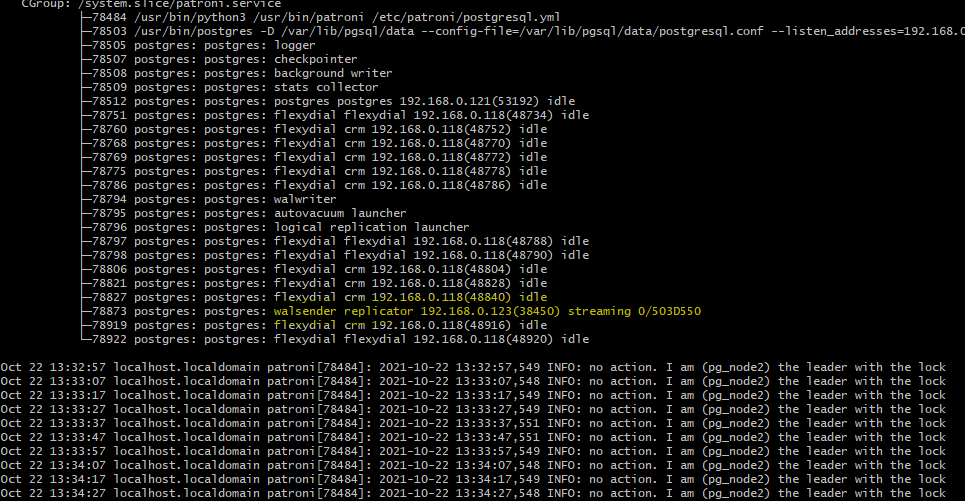 CGroup: /system.slice/patroni.service
├─78484 /usr/bin/python3 /usr/bin/patroni /etc/patroni/postgresql.yml
├─78503 /usr/bin/postgres -D /var/lib/pgsql/data --config-file=/var/lib/pgsql/data/postgresql.conf --listen_addresses=192.168.0
├─78505 postgres: postgres: logger
├─78507 postgres: postgres: checkpointer
├─78508 postgres: postgres: background writer
├─78509 postgres: postgres: stats collector
├─78512 postgres: postgres: postgres postgres 192.168.0.121(53192) idle
├─78751 postgres: postgres: flexydial flexydial 192.168.0.118(48734) idle
├─78760 postgres: postgres: flexydial crm 192.168.0.118(48752) idle
├─78768 postgres: postgres: flexydial crm 192.168.0.118(48770) idle
├─78769 postgres: postgres: flexydial crm 192.168.0.118(48772) idle
├─78775 postgres: postgres: flexydial crm 192.168.0.118(48778) idle
├─78786 postgres: postgres: flexydial crm 192.168.0.118(48786) idle
├─78794 postgres: postgres: walwriter
├─78795 postgres: postgres: autovacuum launcher
├─78796 postgres: postgres: logical replication launcher
├─78797 postgres: postgres: flexydial flexydial 192.168.0.118(48788) idle
├─78798 postgres: postgres: flexydial flexydial 192.168.0.118(48790) idle
├─78806 postgres: postgres: flexydial crm 192.168.0.118(48804) idle
├─78821 postgres: postgres: flexydial crm 192.168.0.118(48828) idle
├─78827 postgres: postgres: flexydial crm 192.168.0.118(48840) idle
├─78873 postgres: postgres: walsender replicator 192.168.0.123(38450) streaming 0/503D550
├─78919 postgres: postgres: flexydial crm 192.168.0.118(48916) idle
└─78922 postgres: postgres: flexydial flexydial 192.168.0.118(48920) idle
Oct 22 13:32:57 localhost.localdomain patroni[78484]: 2021-10-22 13:32:57,549 INFO: no action. I am (pg_node2) the leader with the lock
Oct 22 13:33:07 localhost.localdomain patroni[78484]: 2021-10-22 13:33:07,548 INFO: no action. I am (pg_node2) the leader with the lock
Oct 22 13:33:17 localhost.localdomain patroni[78484]: 2021-10-22 13:33:17,549 INFO: no action. I am (pg_node2) the leader with the lock
Oct 22 13:33:27 localhost.localdomain patroni[78484]: 2021-10-22 13:33:27,549 INFO: no action. I am (pg_node2) the leader with the lock
Oct 22 13:33:37 localhost.localdomain patroni[78484]: 2021-10-22 13:33:37,551 INFO: no action. I am (pg_node2) the leader with the lock
Oct 22 13:33:47 localhost.localdomain patroni[78484]: 2021-10-22 13:33:47,551 INFO: no action. I am (pg_node2) the leader with the lock
Oct 22 13:33:57 localhost.localdomain patroni[78484]: 2021-10-22 13:33:57,549 INFO: no action. I am (pg_node2) the leader with the lock
Oct 22 13:34:07 localhost.localdomain patroni[78484]: 2021-10-22 13:34:07,548 INFO: no action. I am (pg_node2) the leader with the lock
Oct 22 13:34:17 localhost.localdomain patroni[78484]: 2021-10-22 13:34:17,549 INFO: no action. I am (pg_node2) the leader with the lock
Oct 22 13:34:27 localhost.localdomain patroni[78484]: 2021-10-22 13:34:27,548 INFO: no action. I am (pg_node2) the leader with the lock